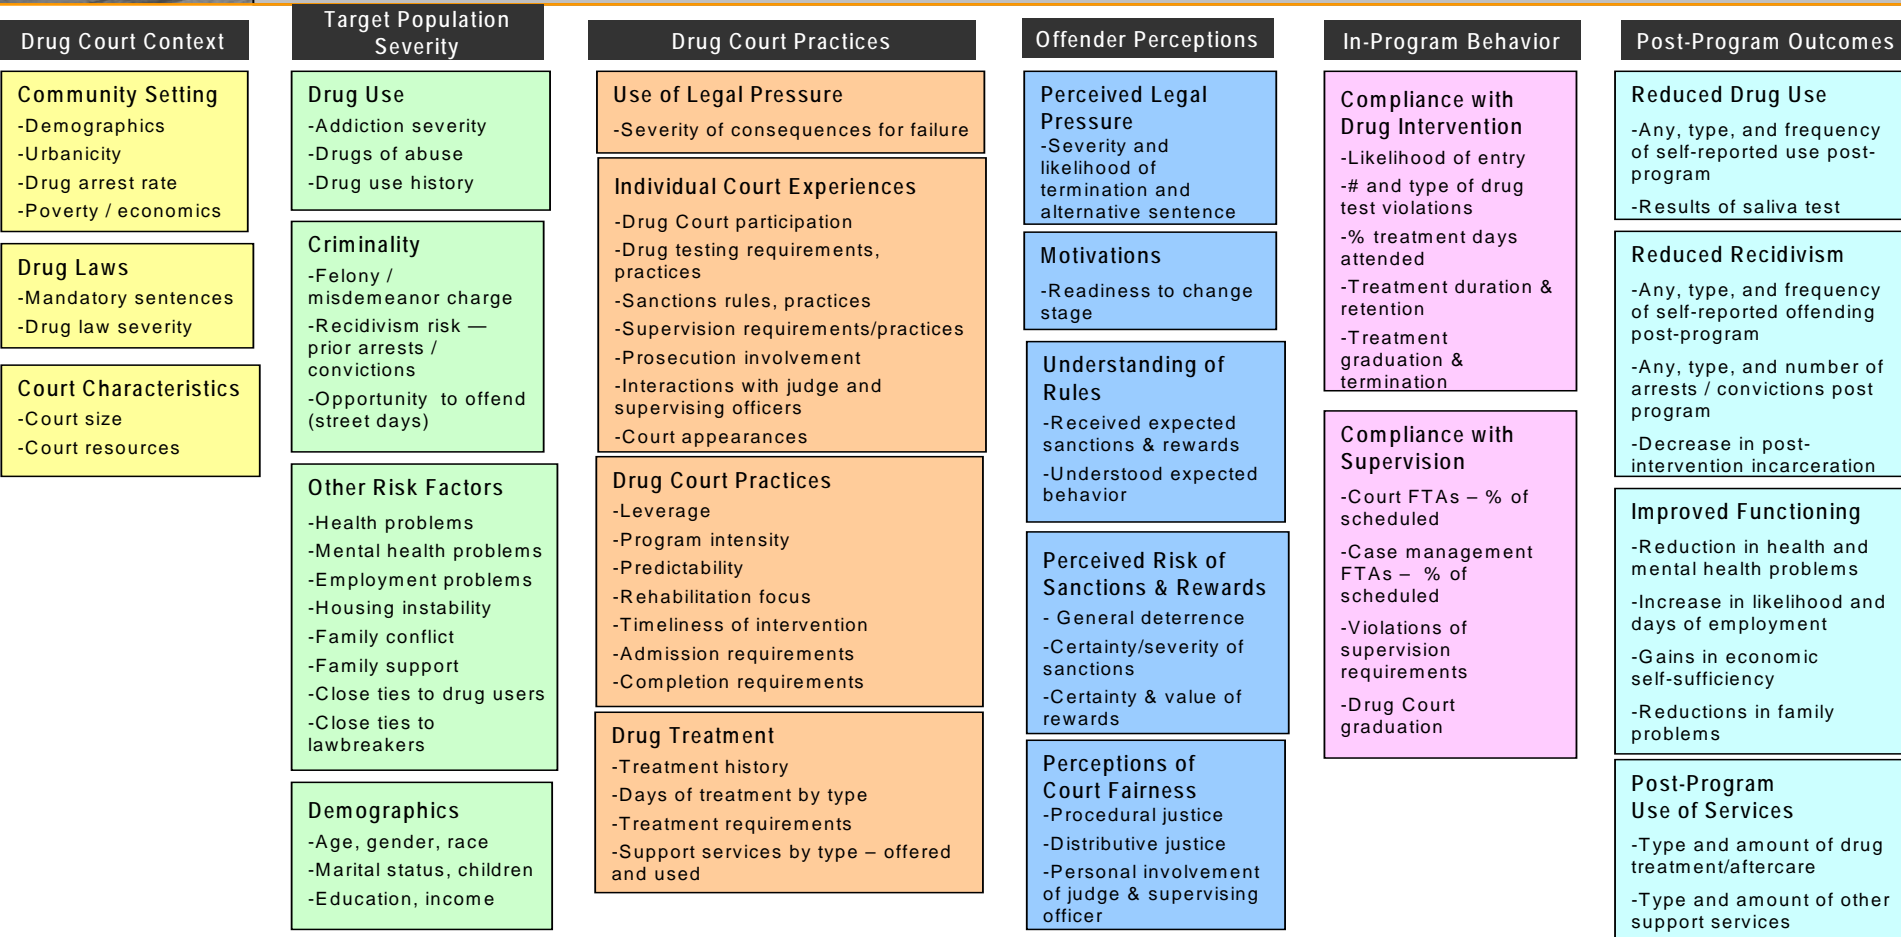 Drug Court Context
Community Setting
-Demographics
-Urbanicity
-Drug arrest rate
-Poverty / economics
Drug Laws
-Mandatory sentences
-Drug law severity
Court Characteristics
-Court size
-Court resources
Target Population
Severity
Drug Use
-Addiction severity
-Drugs of abuse
-Drug use history
Criminality
-Felony /
misdemeanor charge
-Recidivism risk —
prior arrests /
convictions
-Opportunity to offend
(street days)
Other Risk Factors
-Health problems
-Mental health problems
-Employment problems
-Housing instability
-Family conflict
-Family support
-Close ties to drug users
-Close ties to
lawbreakers
Demographics
-Age, gender, race
-Marital status, children
-Education, income
Drug Court Practices
Use of Legal Pressure
-Severity of consequences for failure
Individual Court Experiences
-Drug Court participation
-Drug testing requirements,
practices
-Sanctions rules, practices
-Supervision requirements/practices
-Prosecution involvement
-Interactions with judge and
supervising officers
-Court appearances
Drug Court Practices
-Leverage
-Program intensity
-Predictability
-Rehabilitation focus
-Timeliness of intervention
-Admission requirements
-Completion requirements
Drug Treatment
-Treatment history
-Days of treatment by type
-Treatment requirements
-Support services by type – offered
and used
Offender Perceptions
Perceived Legal
Pressure
-Severity and
likelihood of
termination and
alternative sentence
Motivations
-Readiness to change
stage
Understanding of
Rules
-Received expected
sanctions & rewards
-Understood expected
behavior
Perceived Risk of
Sanctions & Rewards
- General deterrence
-Certainty/severity of
sanctions
-Certainty & value of
rewards
Perceptions of
Court Fairness
-Procedural justice
-Distributive justice
-Personal involvement
of judge & supervising
officer
In-Program Behavior
Compliance with
Drug Intervention
-Likelihood of entry
-# and type of drug
test violations
-% treatment days
attended
-Treatment duration &
retention
-Treatment
graduation &
termination
Compliance with
Supervision
-Court FTAs – % of
scheduled
-Case management
FTAs – % of
scheduled
-Violations of
supervision
requirements
-Drug Court
graduation
Post-Program Outcomes
Reduced Drug Use
-Any, type, and frequency
of self-reported use post-
program
-Results of saliva test
Reduced Recidivism
-Any, type, and frequency
of self-reported offending
post-program
-Any, type, and number of
arrests / convictions post
program
-Decrease in post-
intervention incarceration
Improved Functioning
-Reduction in health and
mental health problems
-Increase in likelihood and
days of employment
-Gains in economic
self-sufficiency
-Reductions in family
problems
Post-Program
Use of Services
-Type and amount of drug
treatment/aftercare
-Type and amount of other
support services